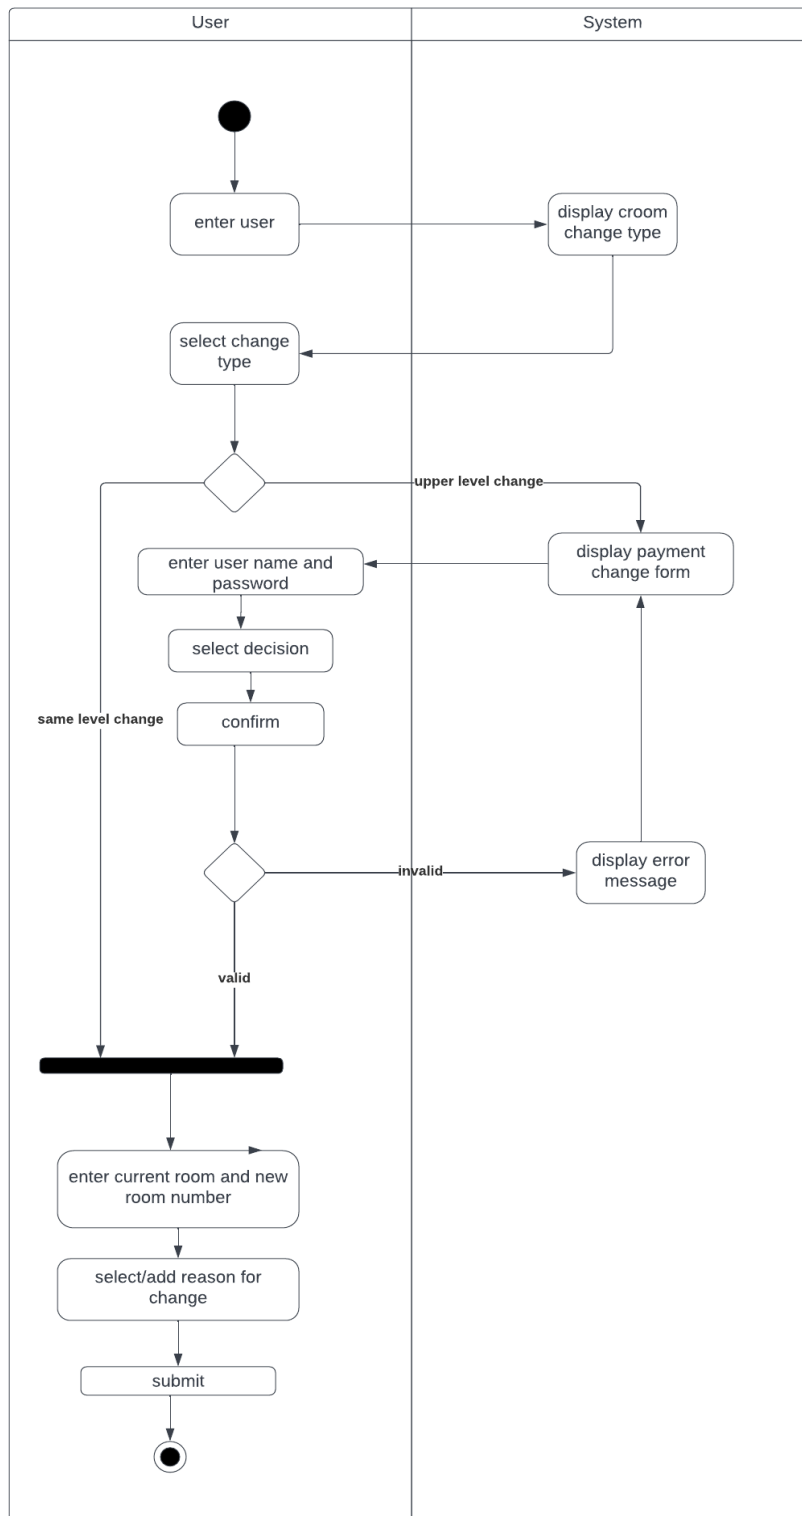 User
System
enter user
display croom
change type
select change
type
upper level change
display payment
change form
enter user name and
password
select decision
same level change
confirm
invalid
display error
message
valid
enter current room and new
room number
select/add reason for
change
submit